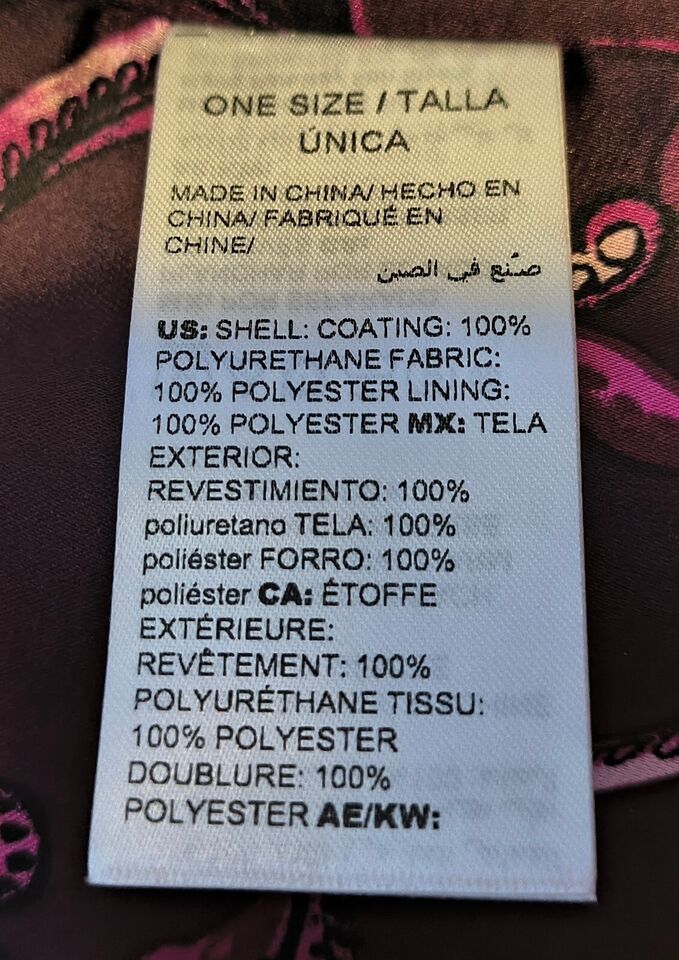 ONE SIZE / TALLA
ÚNICA
MADE IN CHINA/ HECHO EN
CHINA/ FABRIQUÉ EN
CHINE/
صنّع في الصين
US: SHELL: COATING: 100%
POLYURETHANE FABRIC:
100% POLYESTER LINING:
100% POLYESTER MX: TELA
EXTERIOR:
REVESTIMIENTO: 100%
poliuretano TELA: 100%
poliéster FORRO: 100%
poliéster CA: ÉTOFFE
EXTÉRIEURE:
REVÊTEMENT: 100%
POLYURÉTHANE TISSU:
100% POLYESTER
DOUBLURE: 100%
POLYESTER AE/KW: